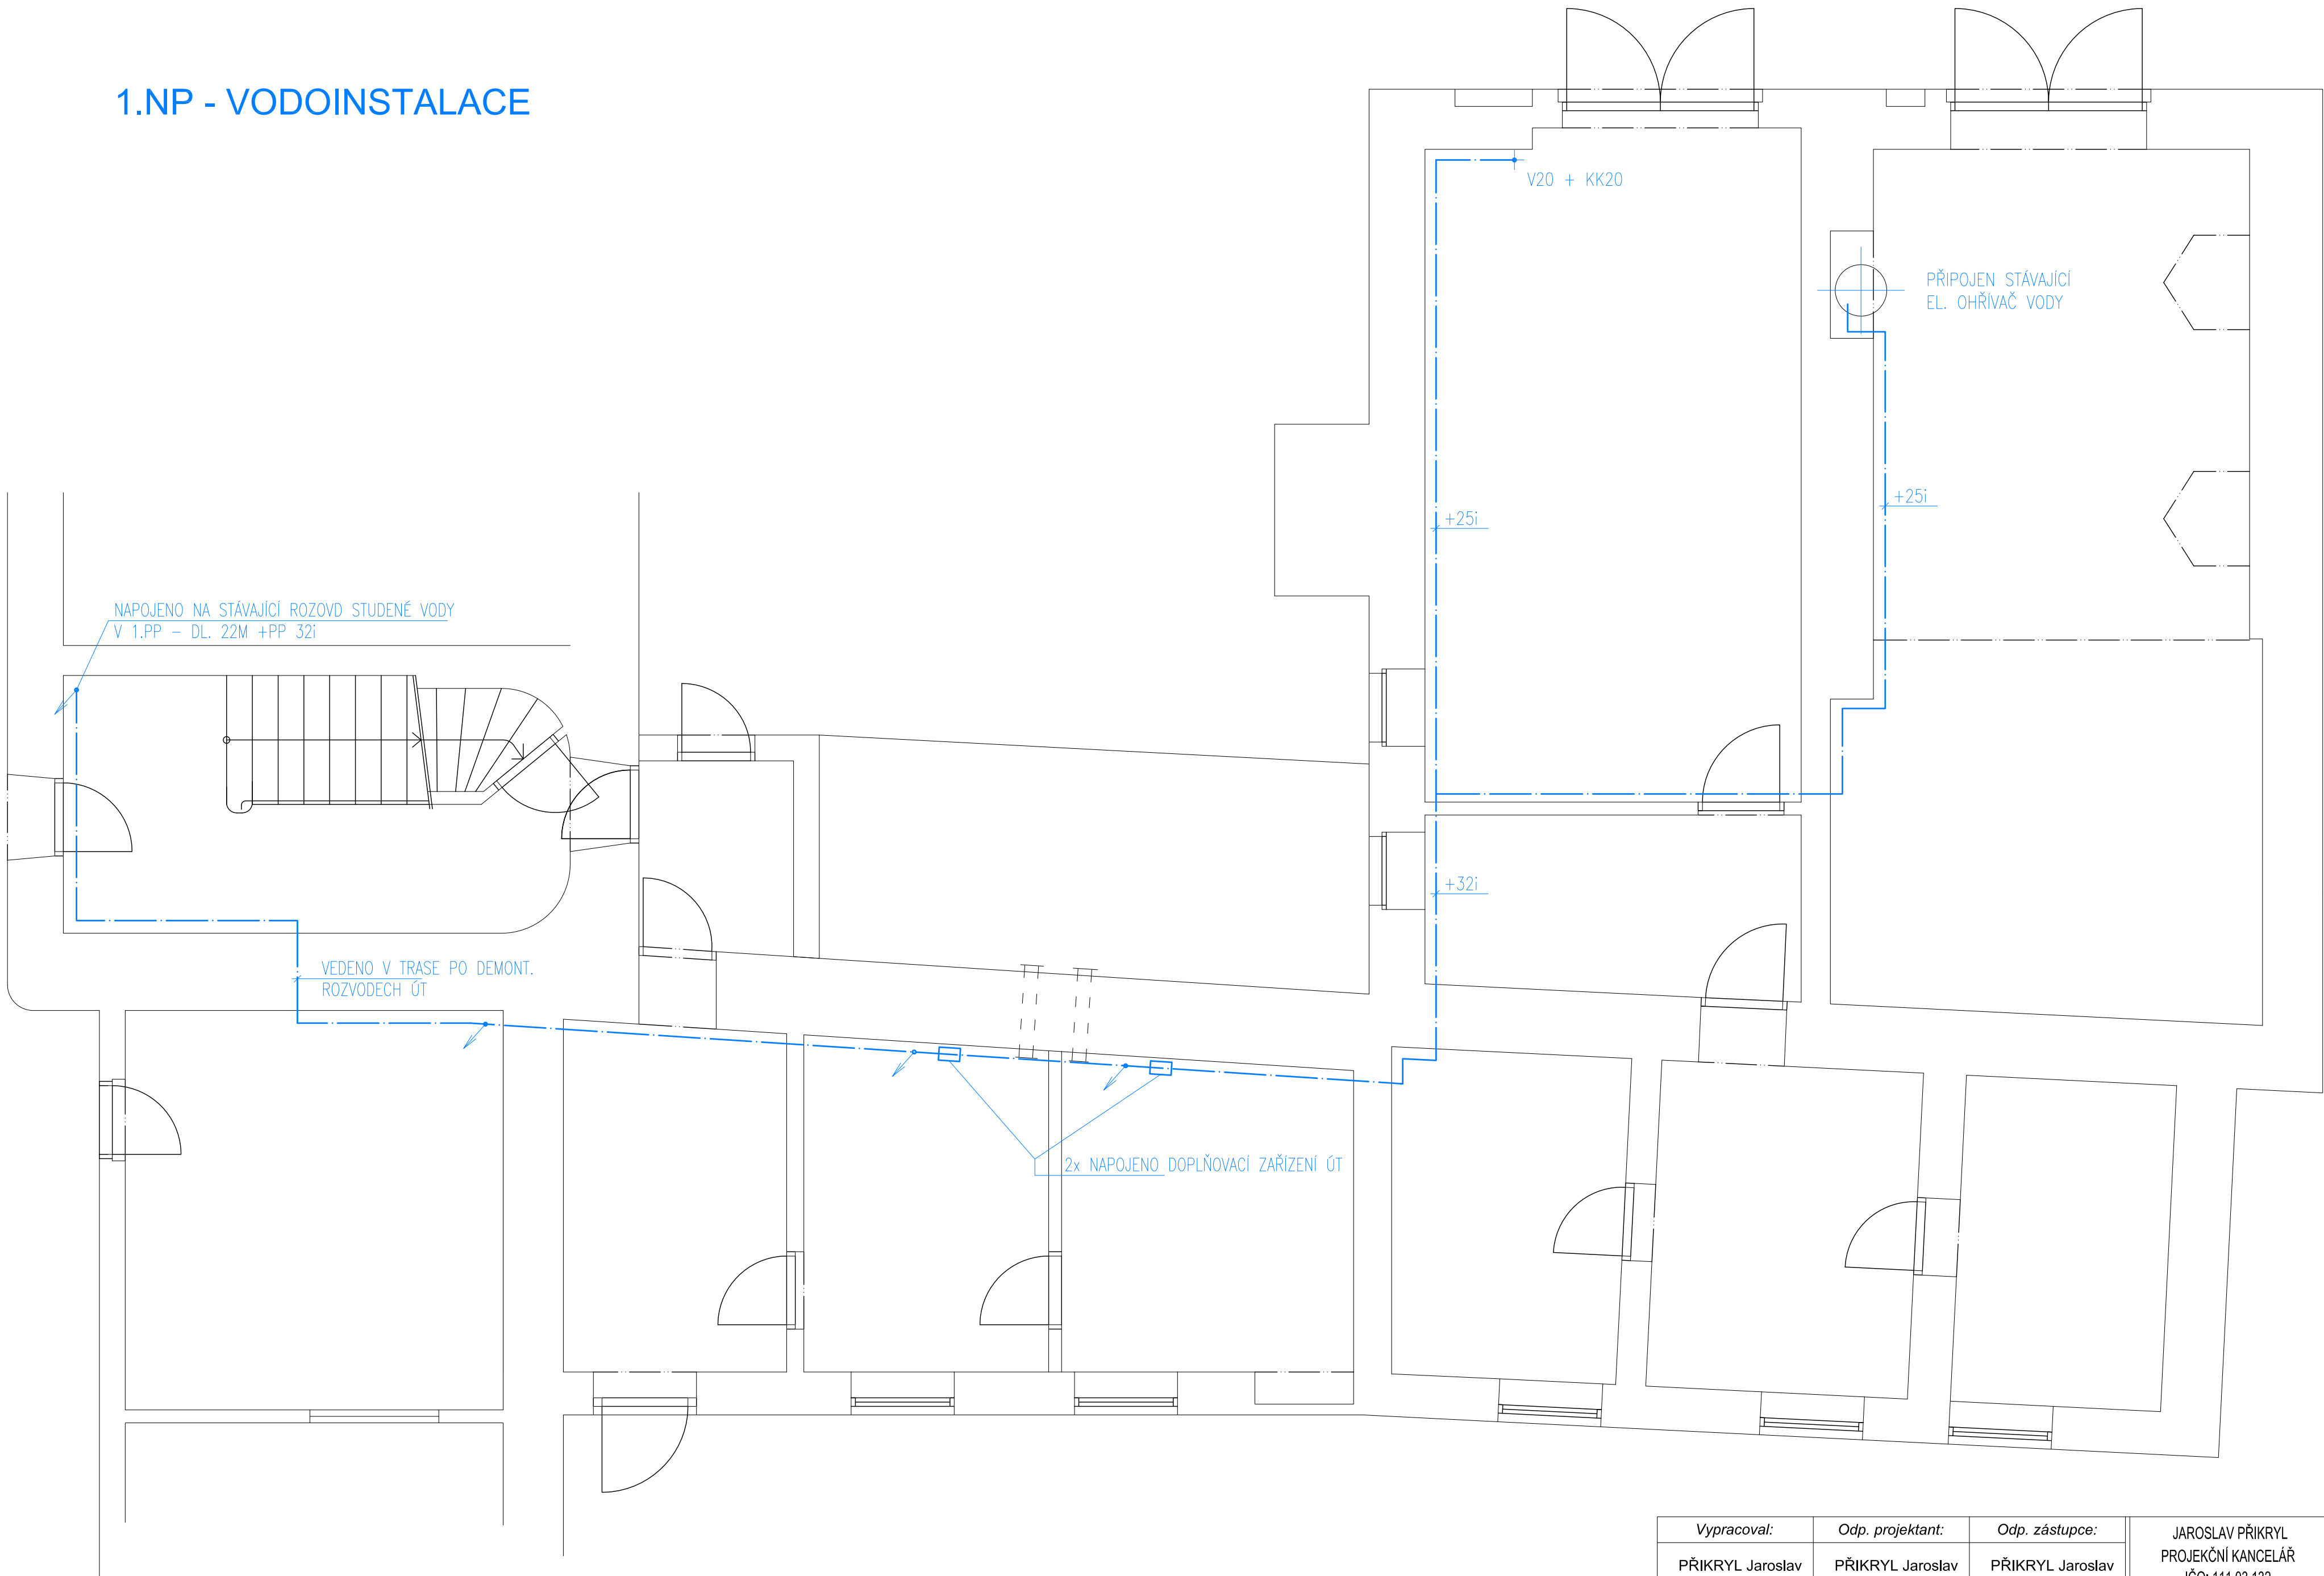 1.NP - VODOINSTALACE
V20 + KK20
PŘIPOJEN STÁVAJÍCÍ
EL. OHŘÍVAČ VODY
+25i
+25i
NAPOJENO NA STÁVAJÍCÍ ROZOVD STUDENÉ VODY
V 1.PP - DL. 22M +PP 32i
+32i
VEDENO V TRASE PO DEMONT.
ROZVODECH ÚT
2x NAPOJENO DOPLŇOVACÍ ZAŘÍZENÍ ÚT
Vypracoval:
Odp. projektant:
Odp. zástupce:
PŘIKRYL Jaroslav
PŘIKRYL Jaroslav
PŘIKRYL Jaroslav
JAROSLAV PŘIKRYL
PROJEKČNÍ KANCELÁŘ